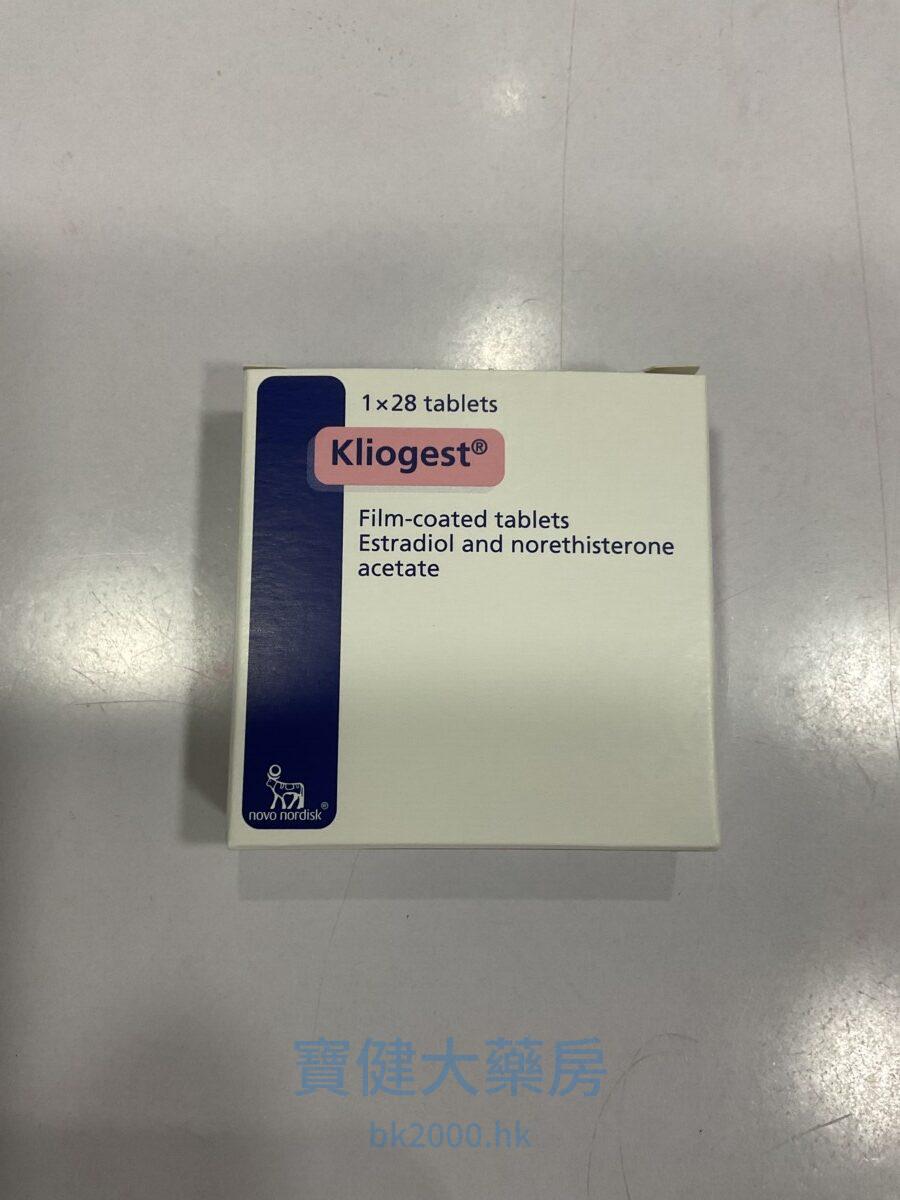 1×28 tablets
Kliogest®
Film-coated tablets
Estradiol and norethisterone
acetate
novo nordisk®
寶健大藥房
bk2000.hk